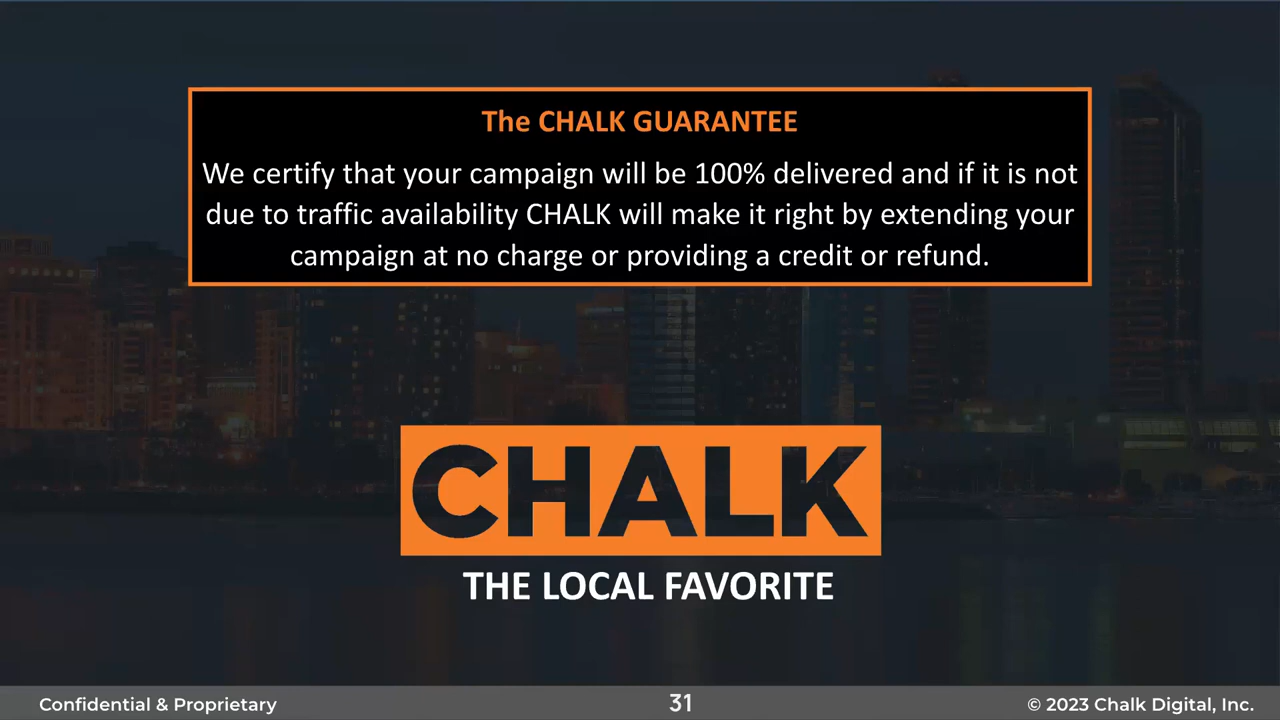 The CHALK GUARANTEE
We certify that your campaign will be 100% delivered and if it is not
due to traffic availability CHALK will make it right by extending your
campaign at no charge or providing a credit or refund.
CHALK
THE LOCAL FAVORITE
Confidential & Proprietary
31
© 2023 Chalk Digital, Inc.